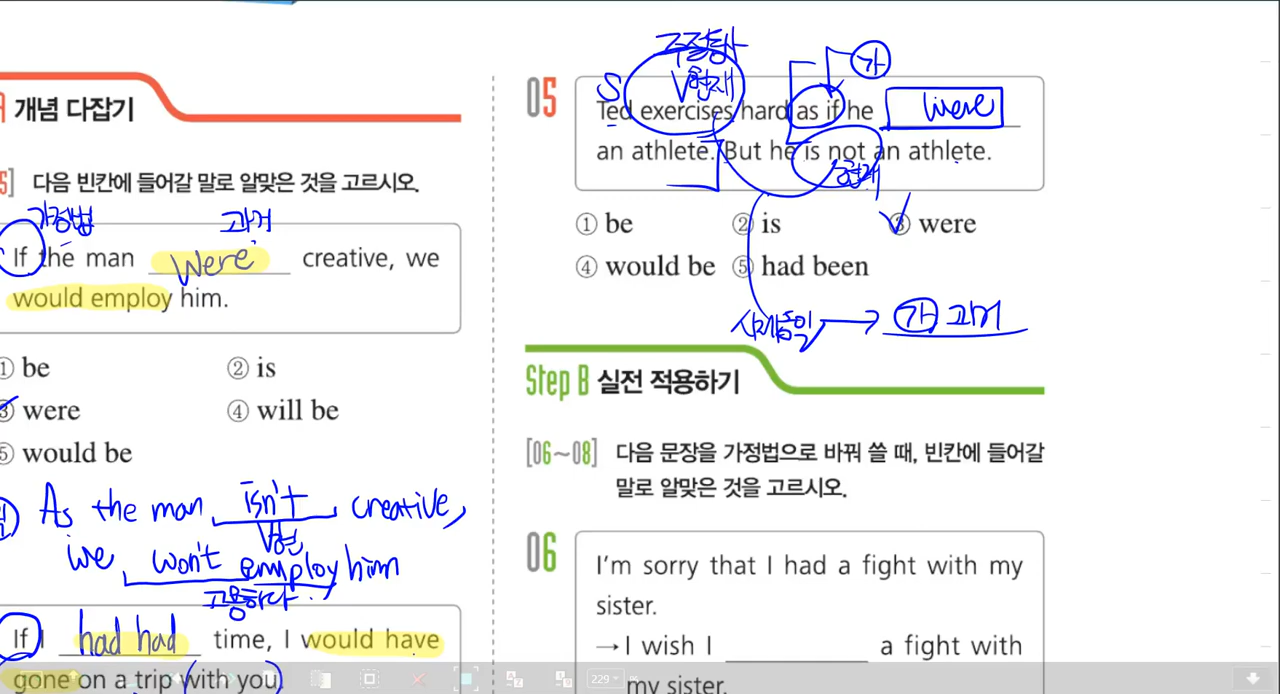 개념 다잡기
다음 빈칸에 들어갈 말로 알맞은 것을 고르시오.
가정법 과거
If the man were creative, we
would employ him.
① be
② is
③ were
④ will be
⑤ would be
As the man isn't creative,
V현
we won't employ him
고용하다
If I had had time, I would have
gone on a trip (with you).
05
주절동사
S V현재 가
Ted exercises hard as if he were
an athlete. But he is not an athlete.
현재
① be
② is
③ were
④ would be
⑤ had been
→ 가 과거
Step B 실전 적용하기
[06~08] 다음 문장을 가정법으로 바꿔 쓸 때, 빈칸에 들어갈
말로 알맞은 것을 고르시오.
06
I'm sorry that I had a fight with my
sister.
→ I wish I ________ a fight with
my sister.
229